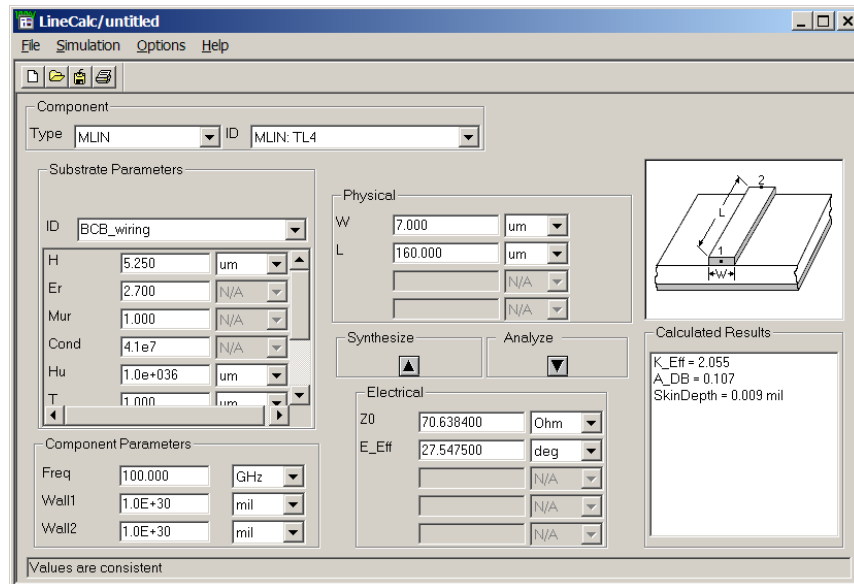 LineCalc/untitled
File Simulation Options Help
Component
Type MLIN ID MLIN: TL4
Substrate Parameters
ID BCB_wiring
H 5.250 um
Er 2.700 N/A
Mur 1.000 N/A
Cond 4.1e7 N/A
Hu 1.0e+036 um
T 1.000 um
Component Parameters
Freq 100.000 GHz
Wall1 1.0E+30 mil
Wall2 1.0E+30 mil
Physical
W 7.000 um
L 160.000 um
N/A
N/A
Synthesize Analyze
Electrical
Z0 70.638400 Ohm
E_Eff 27.547500 deg
N/A
N/A
N/A
2
L
1
W
Calculated Results
K_Eff = 2.055
A_DB = 0.107
SkinDepth = 0.009 mil
Values are consistent